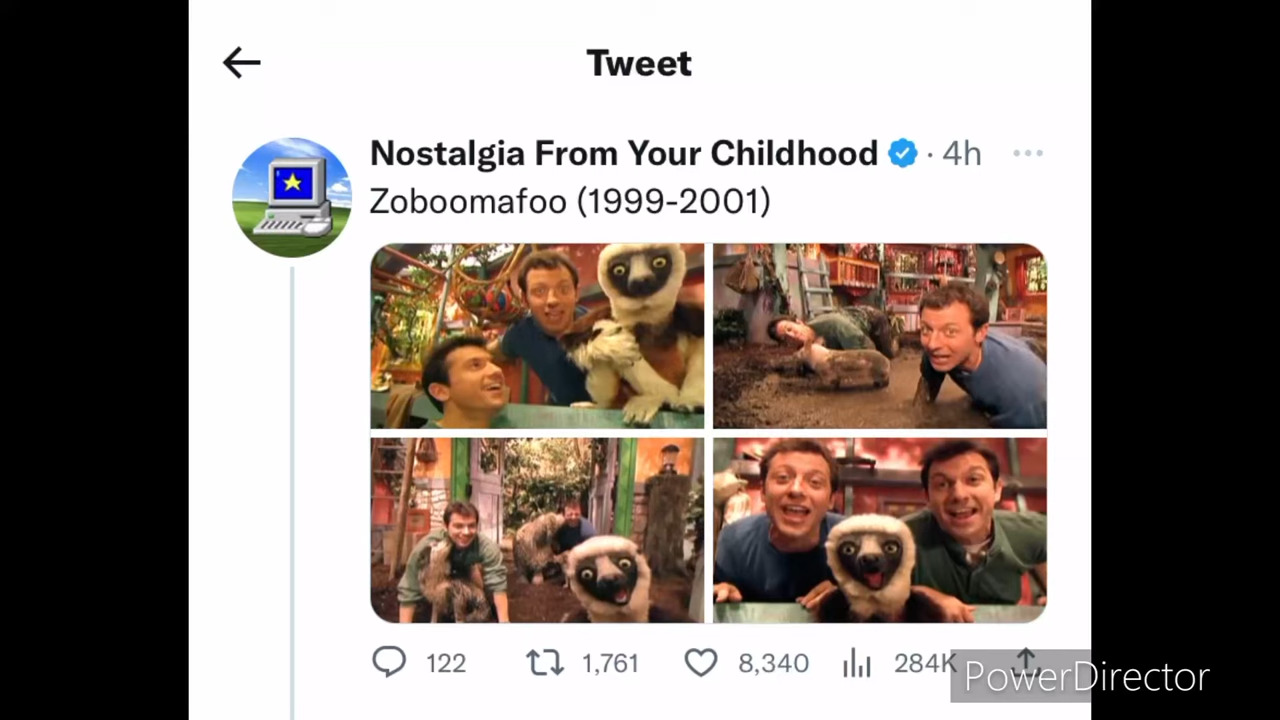 Tweet
Nostalgia From Your Childhood · 4h
Zoboomafoo (1999-2001)
122 1,761 8,340 284K
PowerDirector